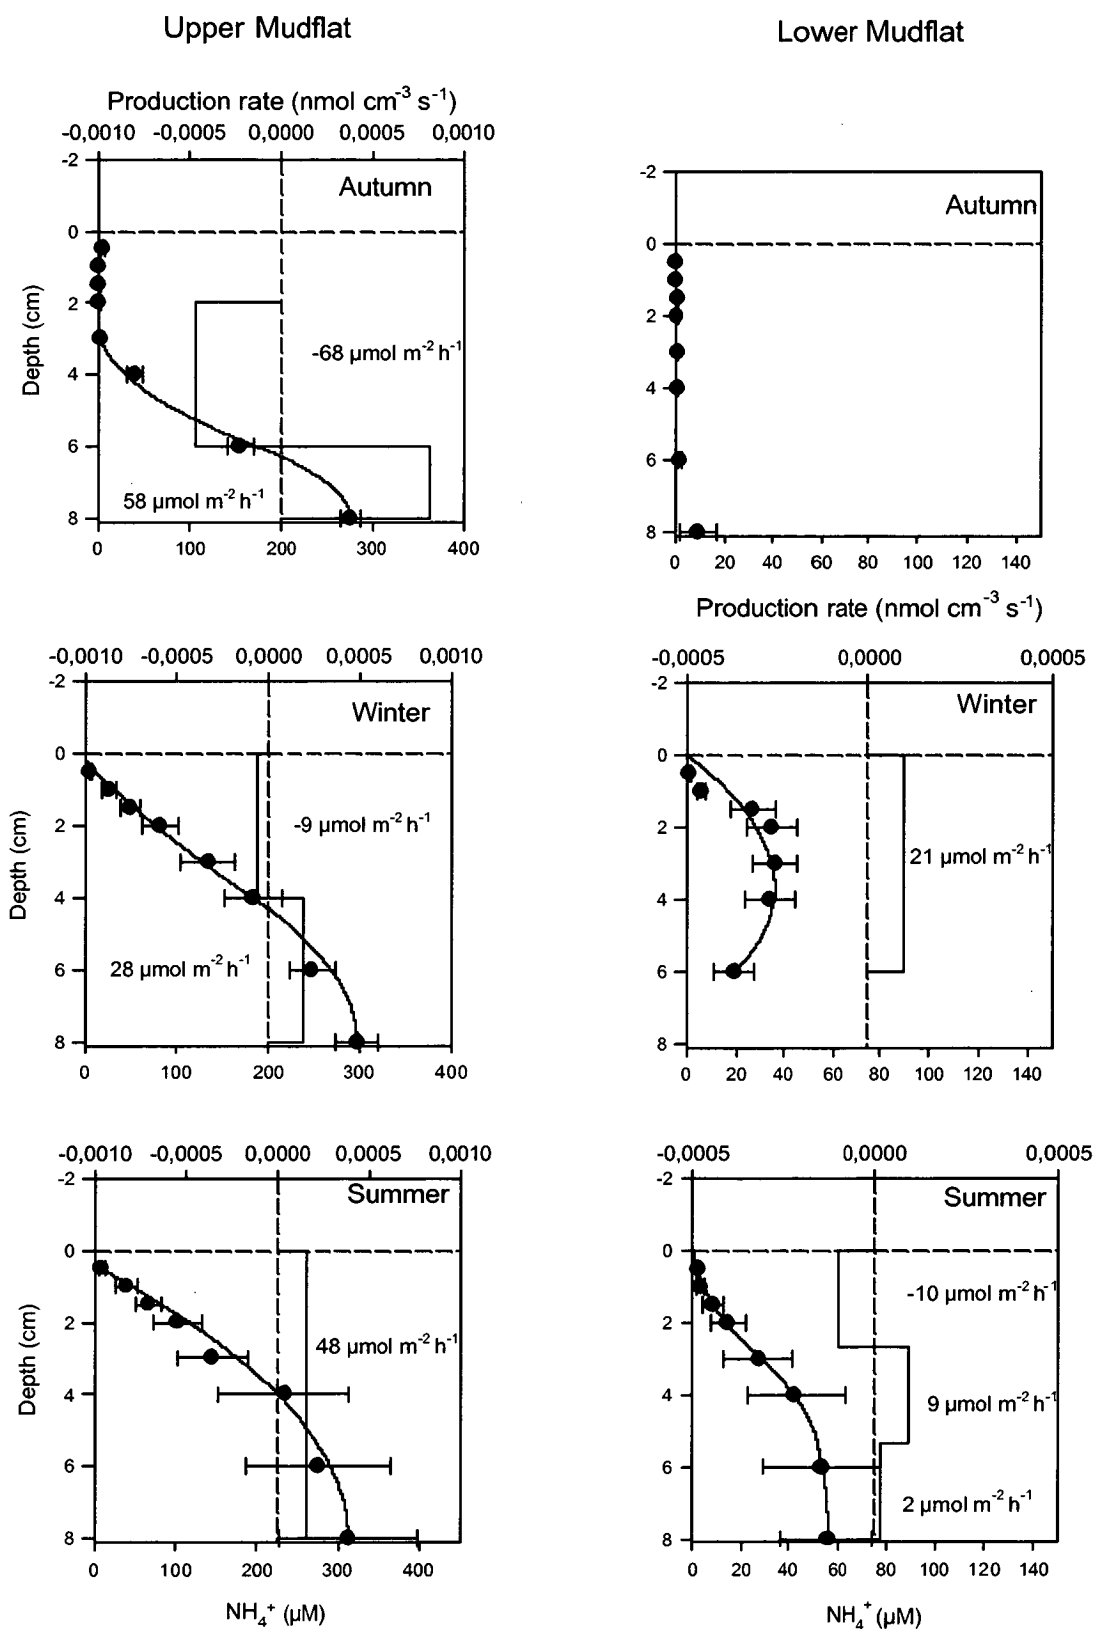 Upper Mudflat
Lower Mudflat
Production rate (nmol cm⁻³ s⁻¹)
-0,0010 -0,0005 0,0000 0,0005 0,0010
-2
Autumn
0
2
-68 µmol m⁻² h⁻¹
4
6
58 µmol m⁻² h⁻¹
8
Depth (cm)
0 100 200 300 400
-2
Autumn
0
2
4
6
8
0 20 40 60 80 100 120 140
-0,0010 -0,0005 0,0000 0,0005 0,0010
-2
Winter
0
2
-9 µmol m⁻² h⁻¹
4
28 µmol m⁻² h⁻¹
6
8
Depth (cm)
0 100 200 300 400
Production rate (nmol cm⁻³ s⁻¹)
-0,0005 0,0000 0,0005
-2
Winter
0
2
21 µmol m⁻² h⁻¹
4
6
8
0 20 40 60 80 100 120 140
-0,0010 -0,0005 0,0000 0,0005 0,0010
-2
Summer
0
2
48 µmol m⁻² h⁻¹
4
6
8
Depth (cm)
0 100 200 300 400
NH₄⁺ (µM)
-0,0005 0,0000 0,0005
-2
Summer
0
-10 µmol m⁻² h⁻¹
2
4
9 µmol m⁻² h⁻¹
6
2 µmol m⁻² h⁻¹
8
0 20 40 60 80 100 120 140
NH₄⁺ (µM)